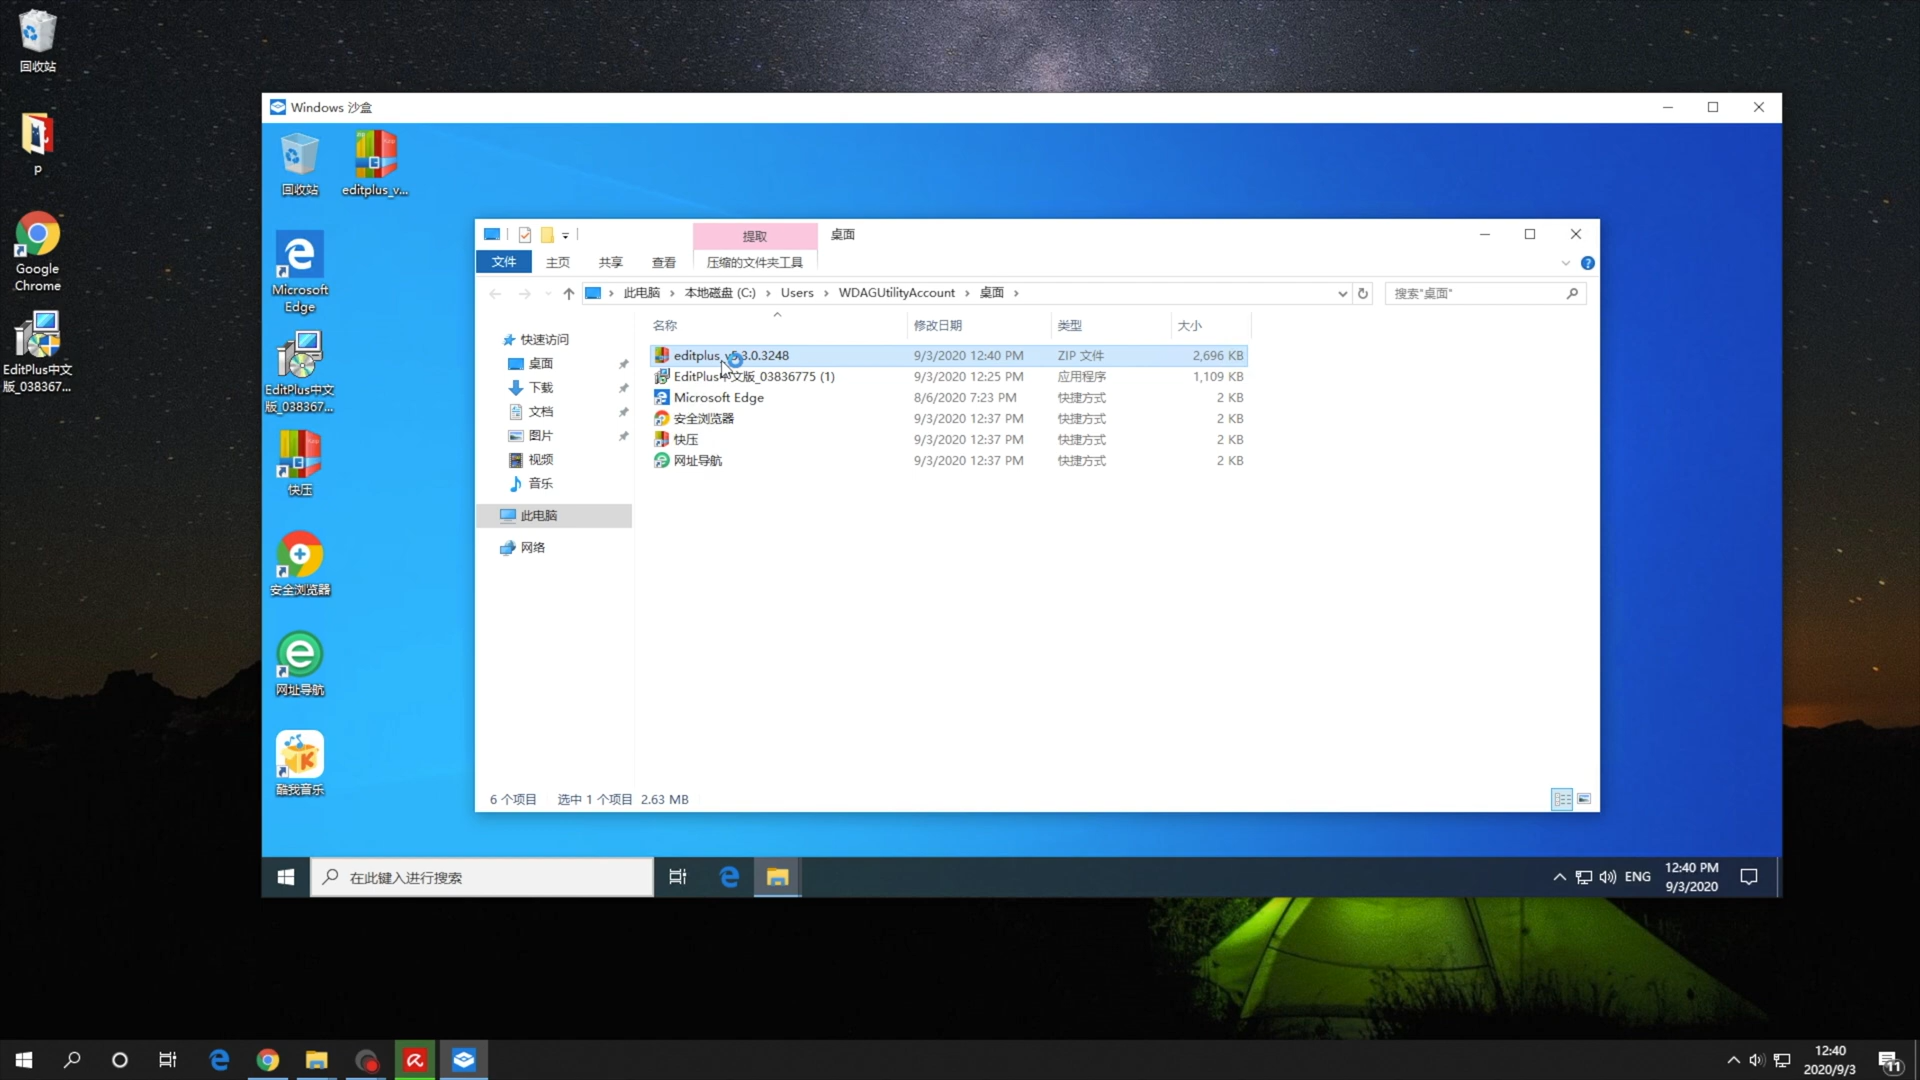 回收站
p
Google
Chrome
EditPlus中文
版_038367...
Windows 沙盒
回收站
editplus_v...
Microsoft
Edge
EditPlus中文
版_038367...
快压
安全浏览器
网址导航
酷我音乐
提取
桌面
文件
主页
共享
查看
压缩的文件夹工具
此电脑
本地磁盘 (C:)
Users
WDAGUtilityAccount
桌面
搜索"桌面"
快速访问
桌面
下载
文档
图片
视频
音乐
此电脑
网络
名称 修改日期 类型 大小
editplus_v5.3.0.3248 9/3/2020 12:40 PM ZIP 文件 2,696 KB
EditPlus中文版_03836775 (1) 9/3/2020 12:25 PM 应用程序 1,109 KB
Microsoft Edge 8/6/2020 7:23 PM 快捷方式 2 KB
安全浏览器 9/3/2020 12:37 PM 快捷方式 2 KB
快压 9/3/2020 12:37 PM 快捷方式 2 KB
网址导航 9/3/2020 12:37 PM 快捷方式 2 KB
6 个项目 选中 1 个项目 2.63 MB
在此键入进行搜索
ENG
12:40 PM
9/3/2020
12:40
2020/9/3
11